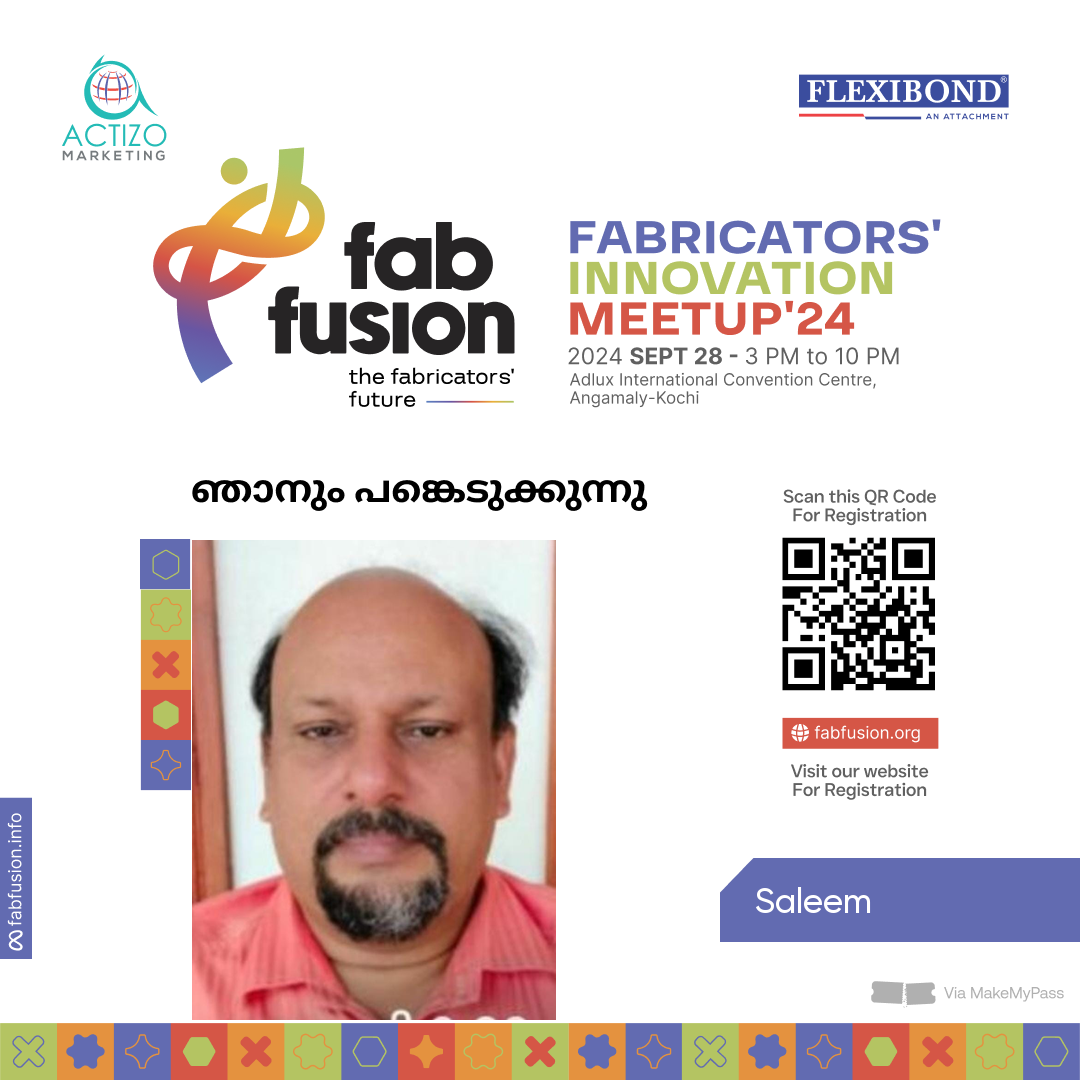 ACTIZO
MARKETING
FLEXIBOND®
AN ATTACHMENT
fab
fusion
the fabricators'
future
FABRICATORS'
INNOVATION
MEETUP'24
2024 SEPT 28 - 3 PM to 10 PM
Adlux International Convention Centre,
Angamaly-Kochi
ഞാനും പങ്കെടുക്കുന്നു
Scan this QR Code
For Registration
fabfusion.org
Visit our website
For Registration
fabfusion.info
Saleem
Via MakeMyPass